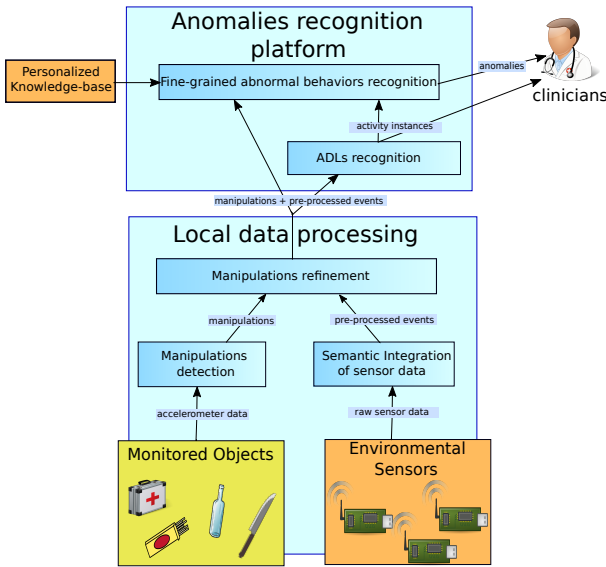 Anomalies recognition
platform
Personalized
Knowledge-base
Fine-grained abnormal behaviors recognition
anomalies
clinicians
activity instances
ADLs recognition
manipulations + pre-processed events
Local data processing
Manipulations refinement
manipulations
pre-processed events
Manipulations
detection
Semantic Integration
of sensor data
accelerometer data
raw sensor data
Monitored Objects
Environmental
Sensors